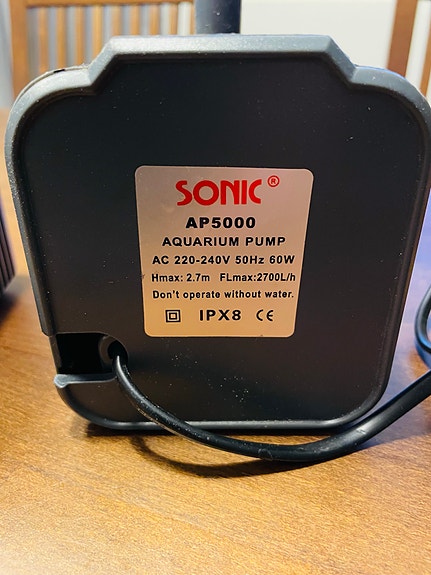 SONIC®
AP5000
AQUARIUM PUMP
AC 220-240V 50Hz 60W
Hmax: 2.7m FLmax:2700L/h
Don't operate without water.
IPX8 CE